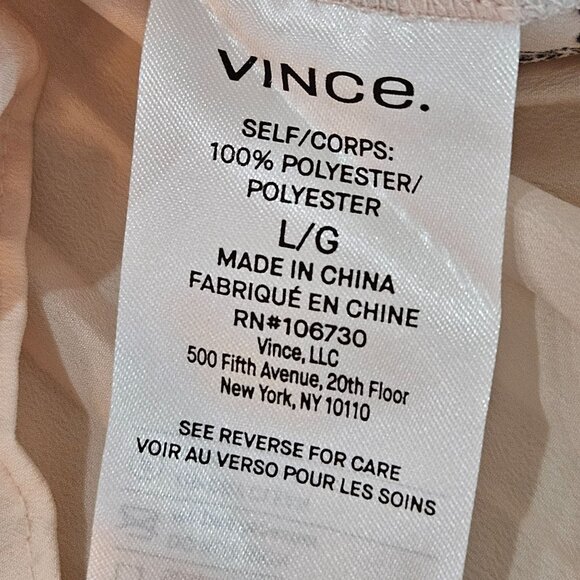 VINCE.
SELF/CORPS:
100% POLYESTER/
POLYESTER
L/G
MADE IN CHINA
FABRIQUÉ EN CHINE
RN#106730
Vince, LLC
500 Fifth Avenue, 20th Floor
New York, NY 10110
SEE REVERSE FOR CARE
VOIR AU VERSO POUR LES SOINS